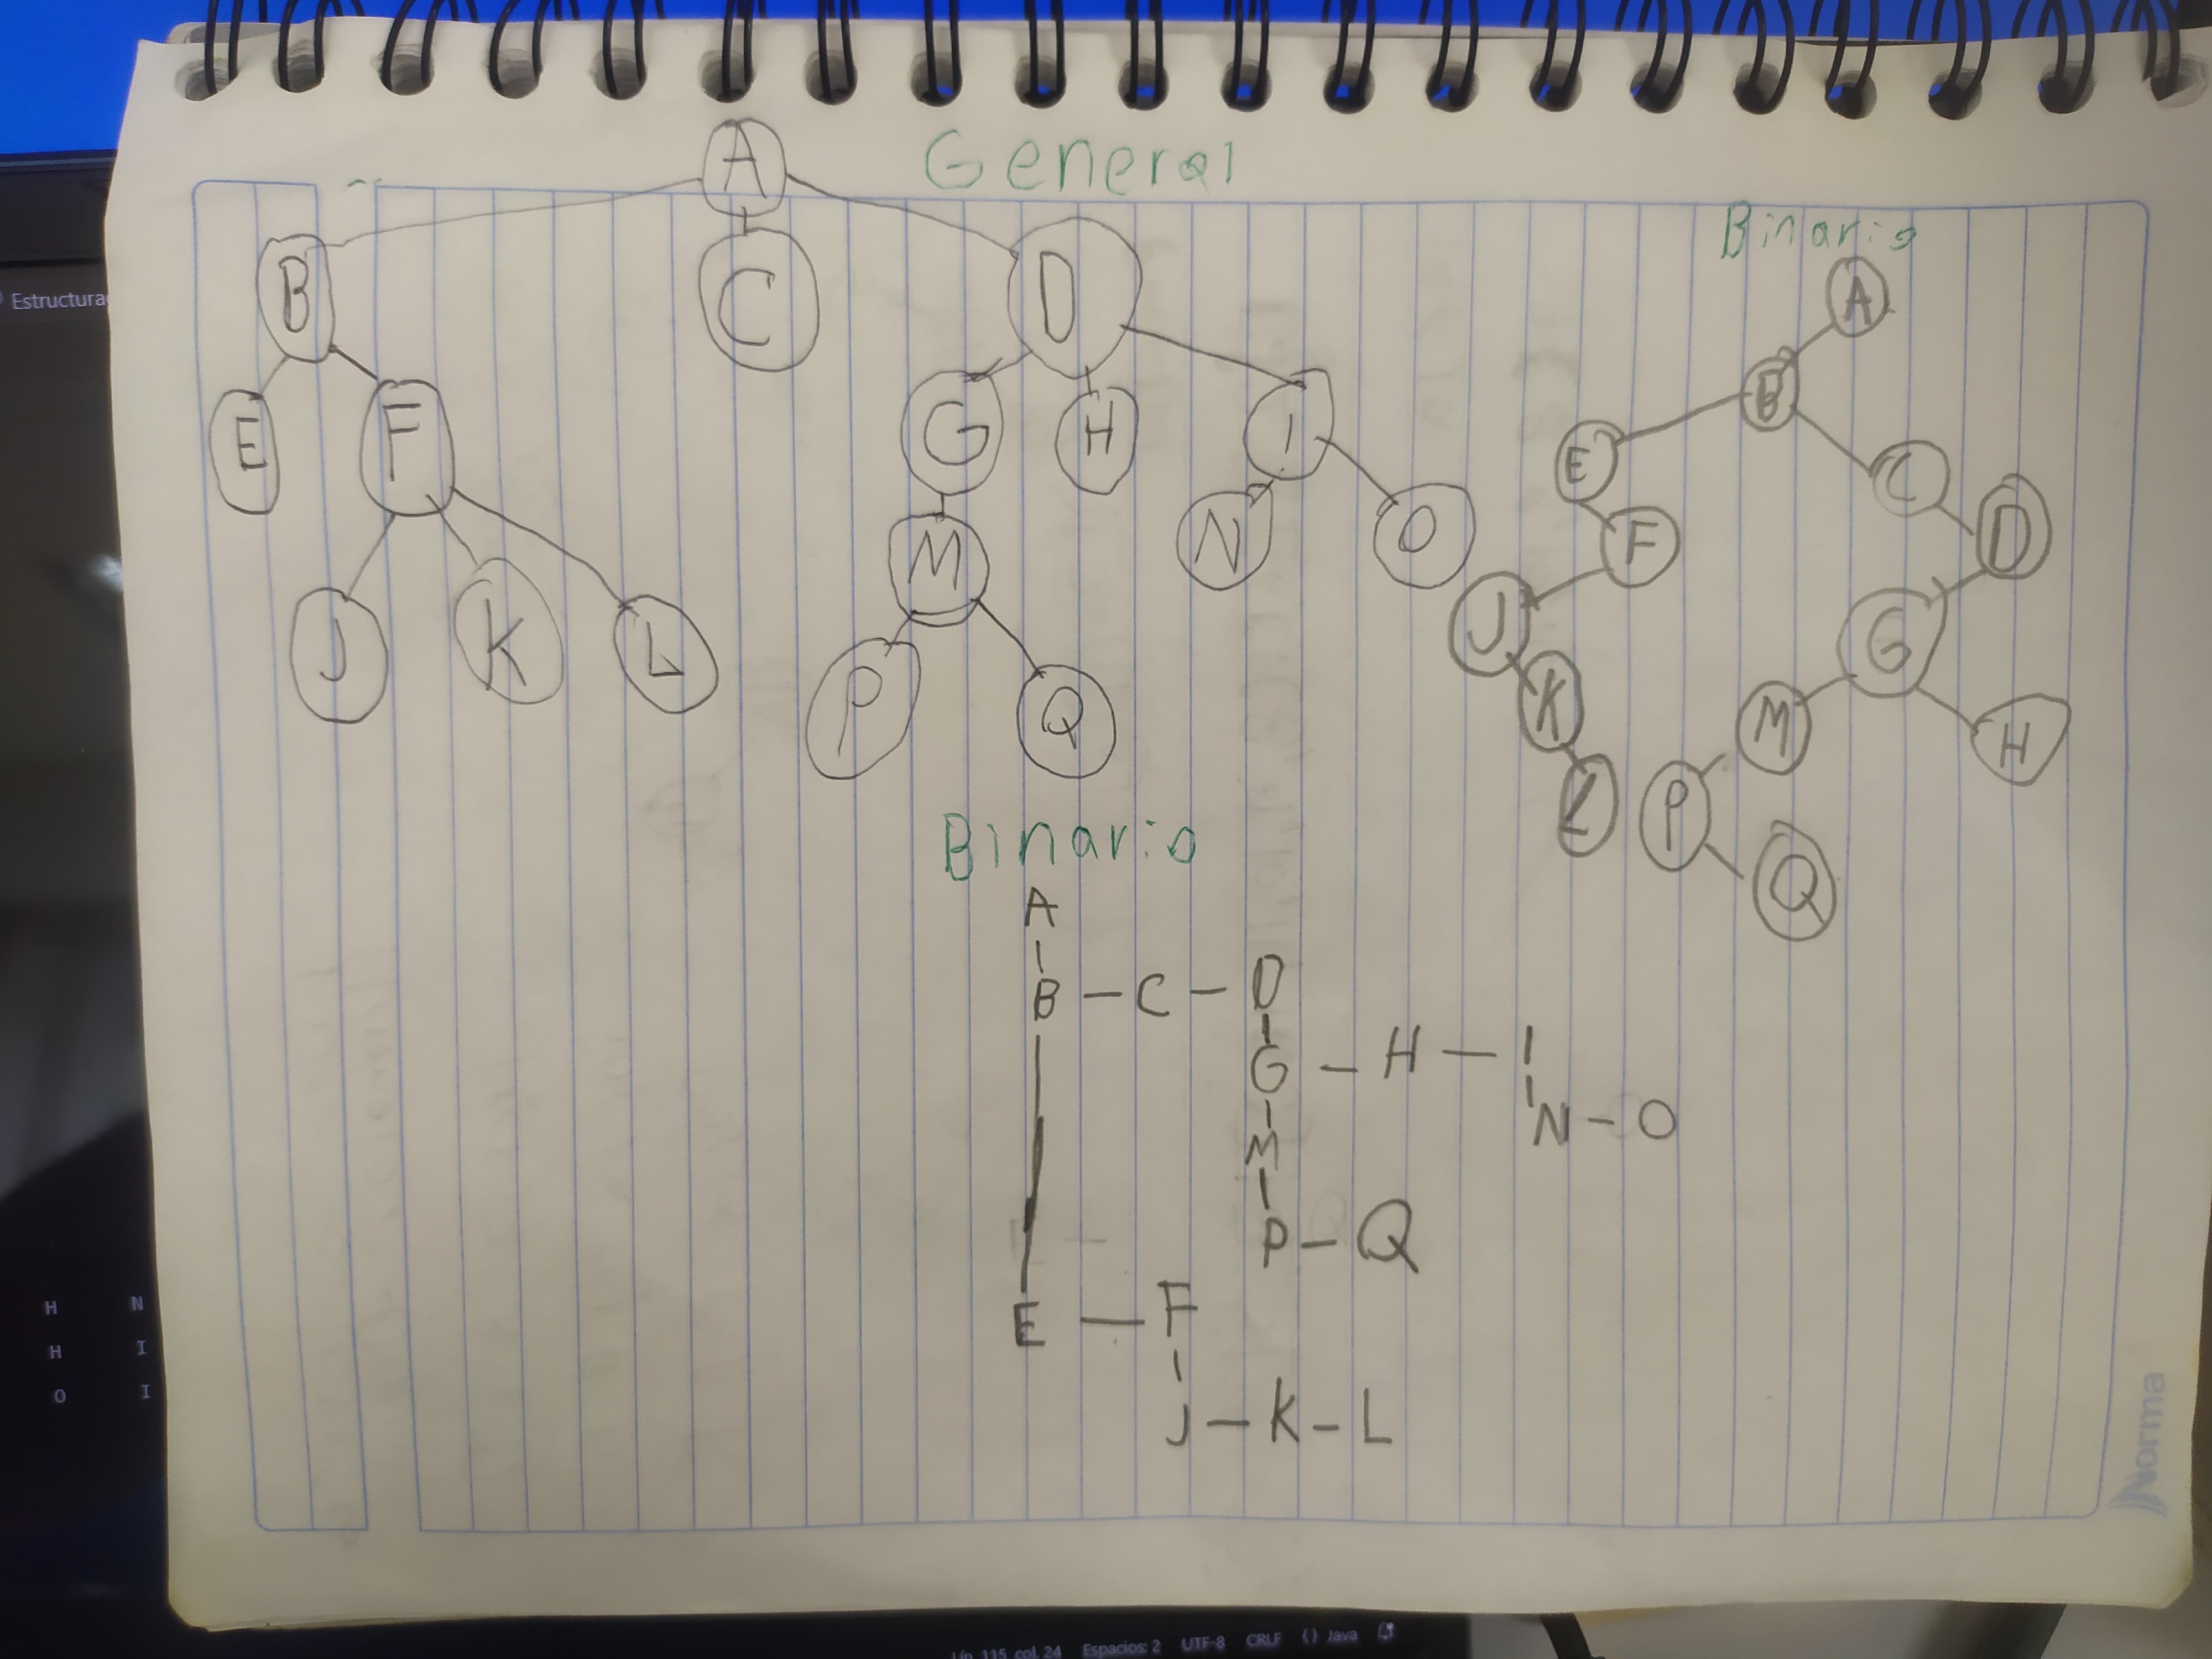 General
A
B C D
E F G H I
J K L M N O
P Q
Binario
A
B
E C
F D
J G
K M H
L P
Q
Binario
A
B - C - D
G - H - I
M N - O
P - Q
E - F
J - K - L
Norma
Estructura
H N
H I
O I
Lín. 115, col. 24 Espacios: 2 UTF-8 CRLF {} Java